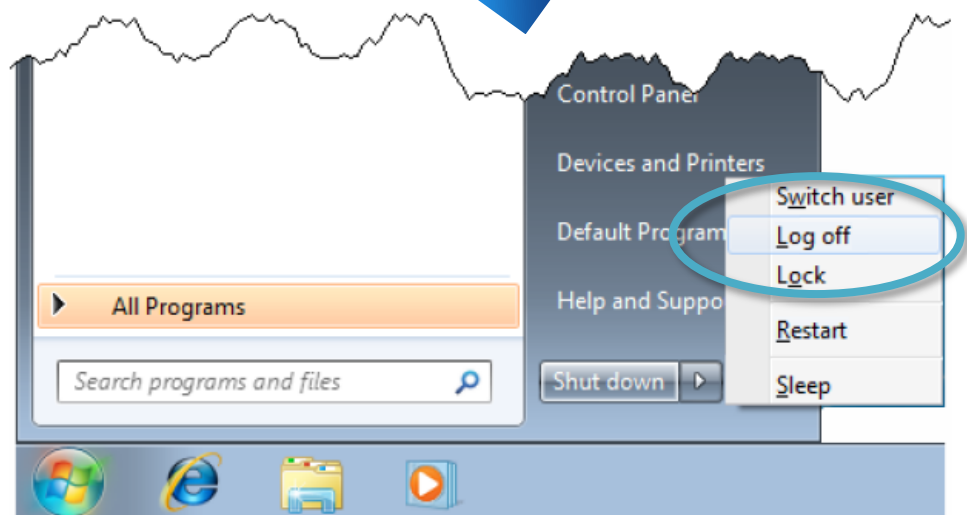 Control Panel
Devices and Printers
Switch user
Default Program
Log off
Lock
All Programs
Help and Suppo
Restart
Search programs and files
Shut down
Sleep